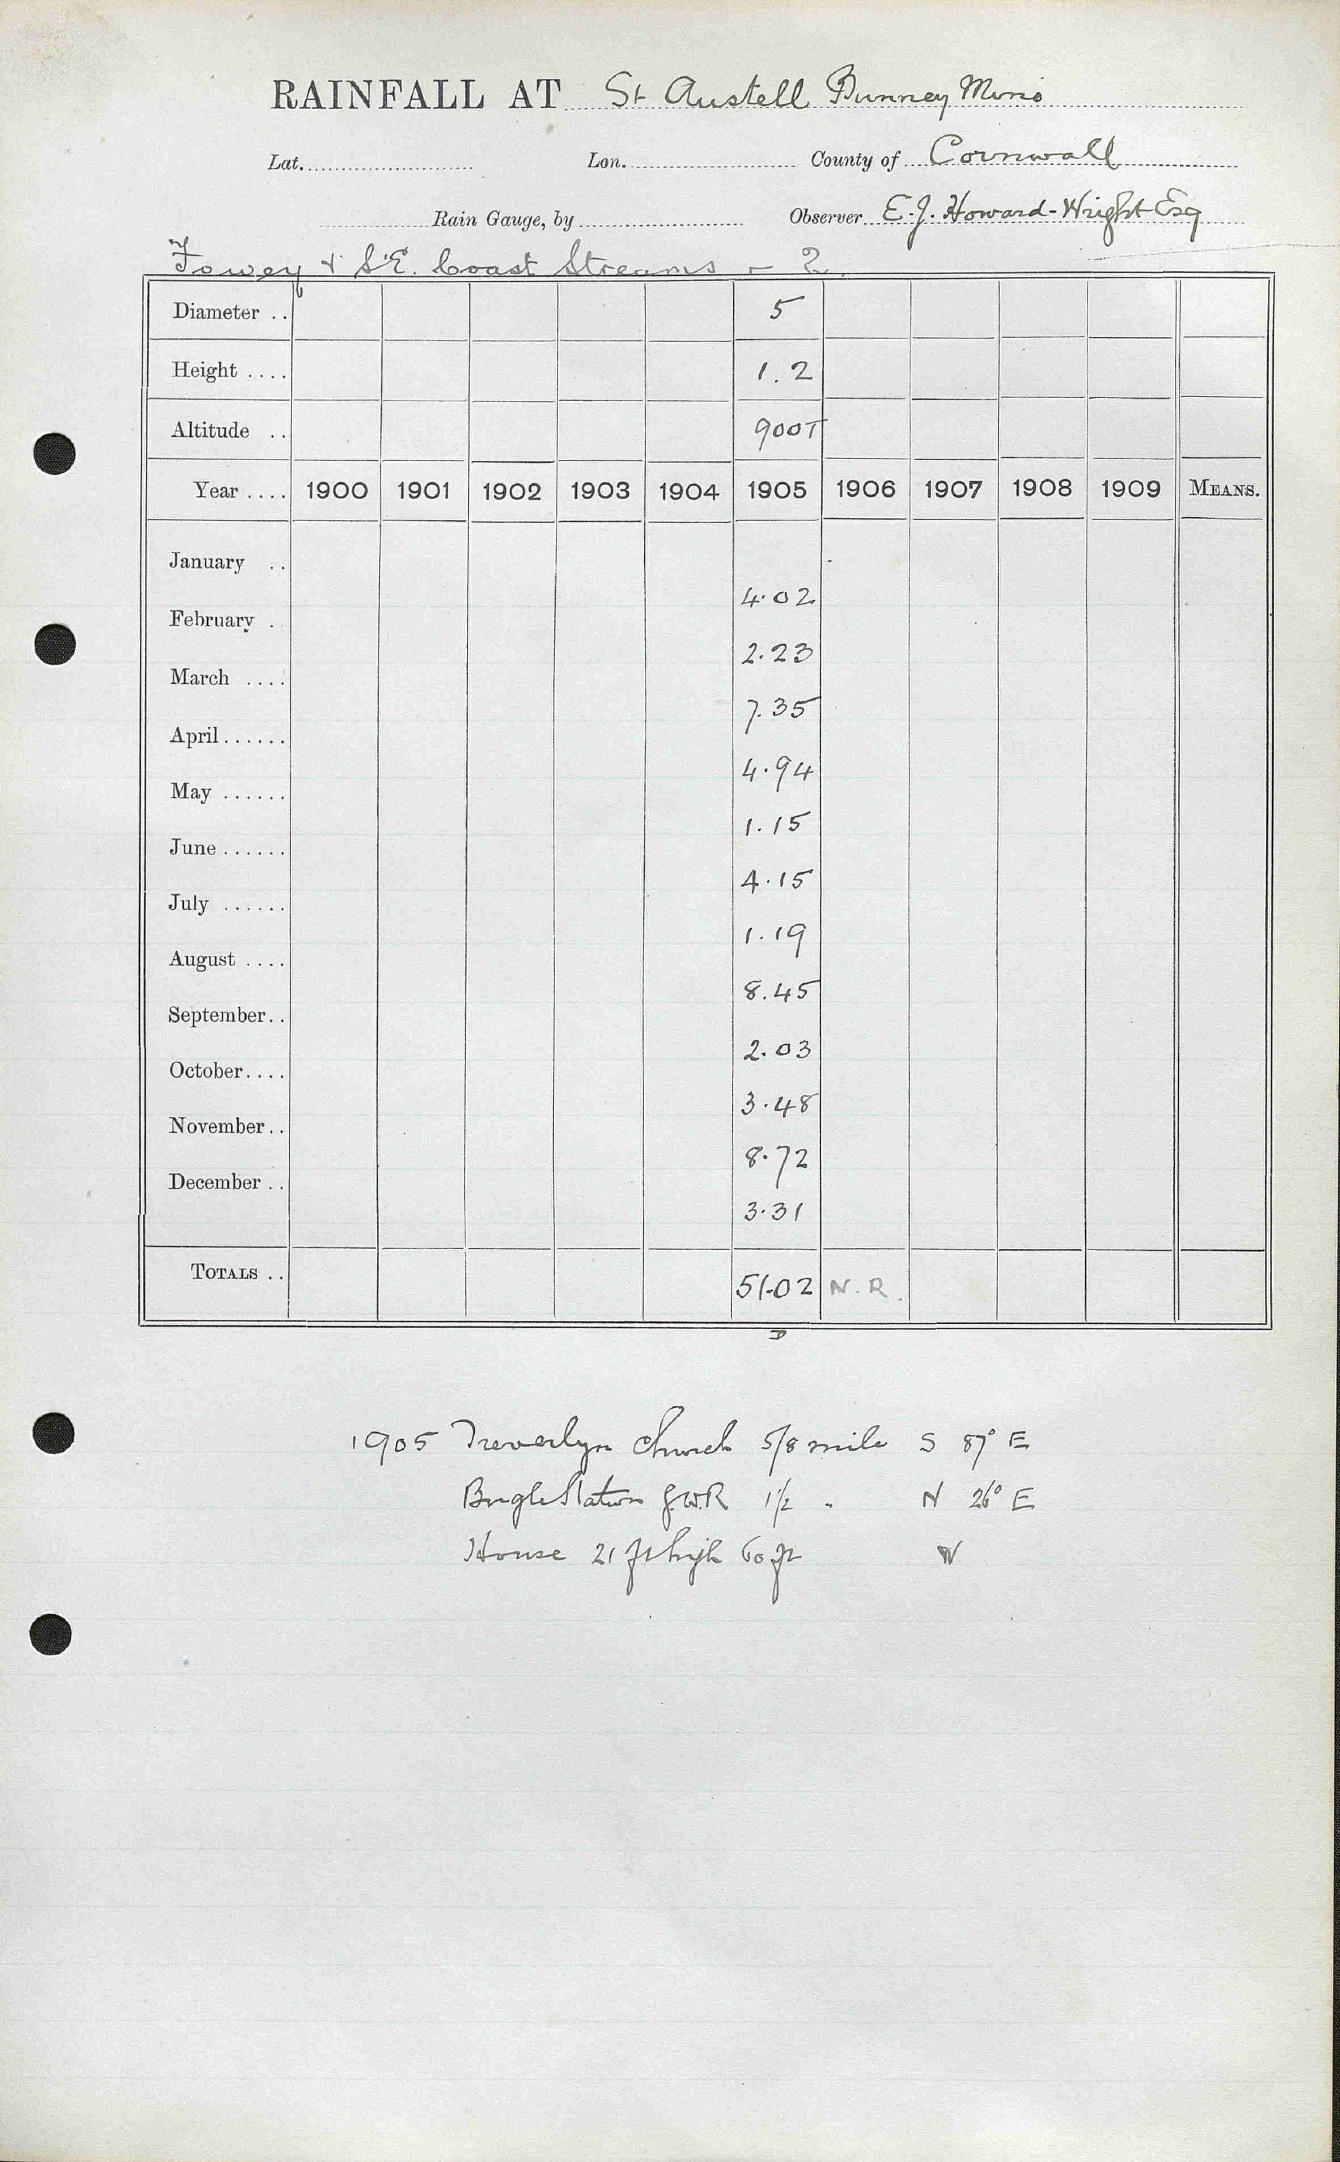 RAINFALL AT St Austell Bunney Mine
Lat. Lon. County of Cornwall
Rain Gauge, by Observer E. J. Howard-Wright Esq
Fowey & S.E. Coast Streams - 2.
Diameter .. 5
Height .... 1.2
Altitude .. 900T
Year .... 1900 1901 1902 1903 1904 1905 1906 1907 1908 1909 MEANS.
January .. 4.02
February . 2.23
March .... 7.35
April ...... 4.94
May ...... 1.15
June ...... 4.15
July ...... 1.19
August .... 8.45
September.. 2.03
October.... 3.48
November.. 8.72
December .. 3.31
TOTALS .. 51.02 N.R.
D
1905 Treverlyn Church 5/8 mile S 87° E
Bugle Station G.W.R 1½ " N 26° E
House 21 ft high 60 ft W